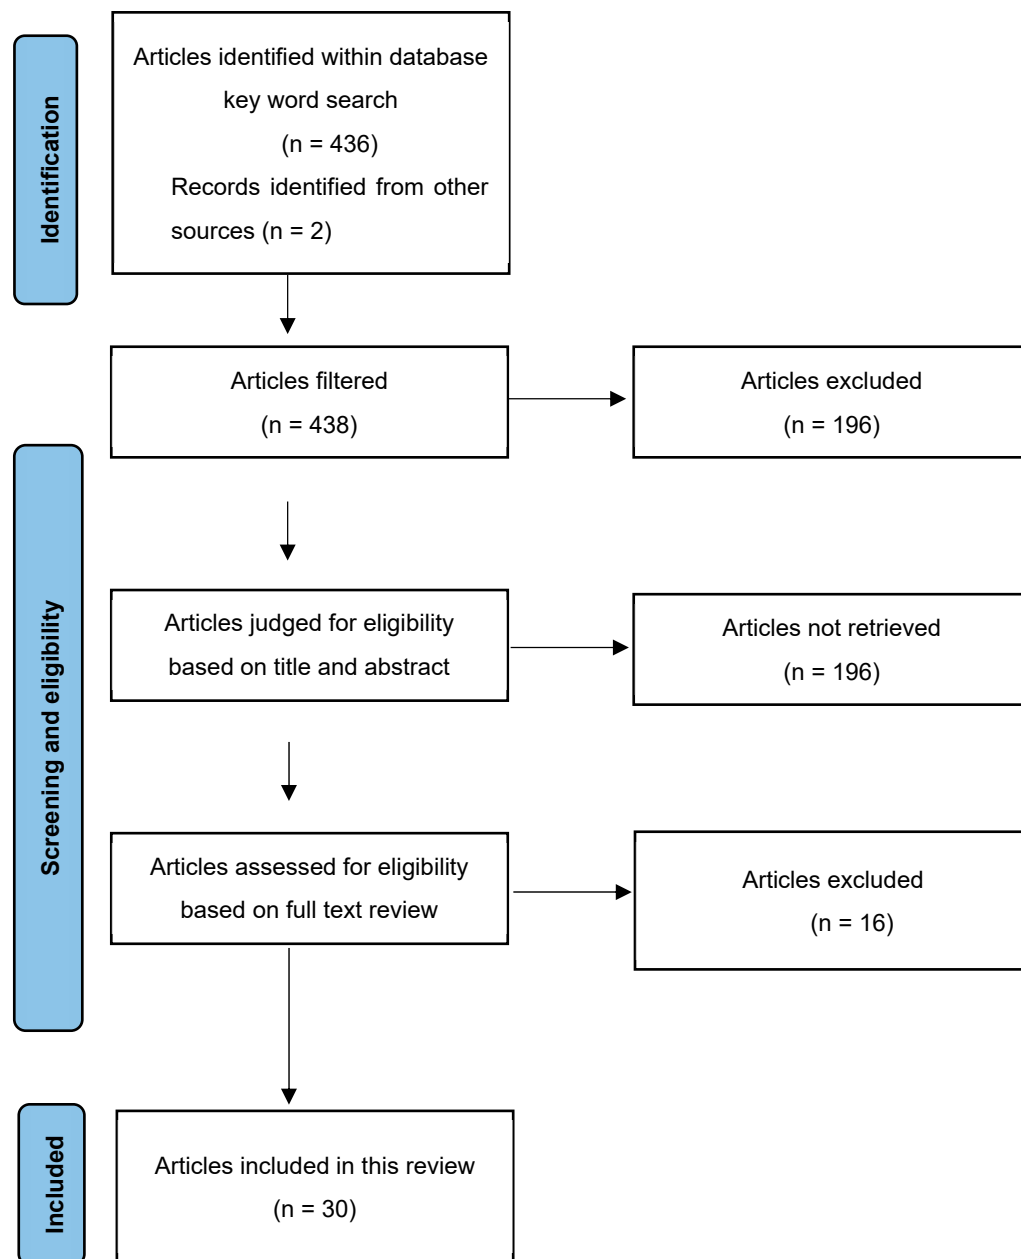 Identification
Articles identified within database
key word search
(n = 436)
Records identified from other
sources (n = 2)
Articles filtered
(n = 438)
Articles excluded
(n = 196)
Screening and eligibility
Articles judged for eligibility
based on title and abstract
Articles not retrieved
(n = 196)
Articles assessed for eligibility
based on full text review
Articles excluded
(n = 16)
Included
Articles included in this review
(n = 30)